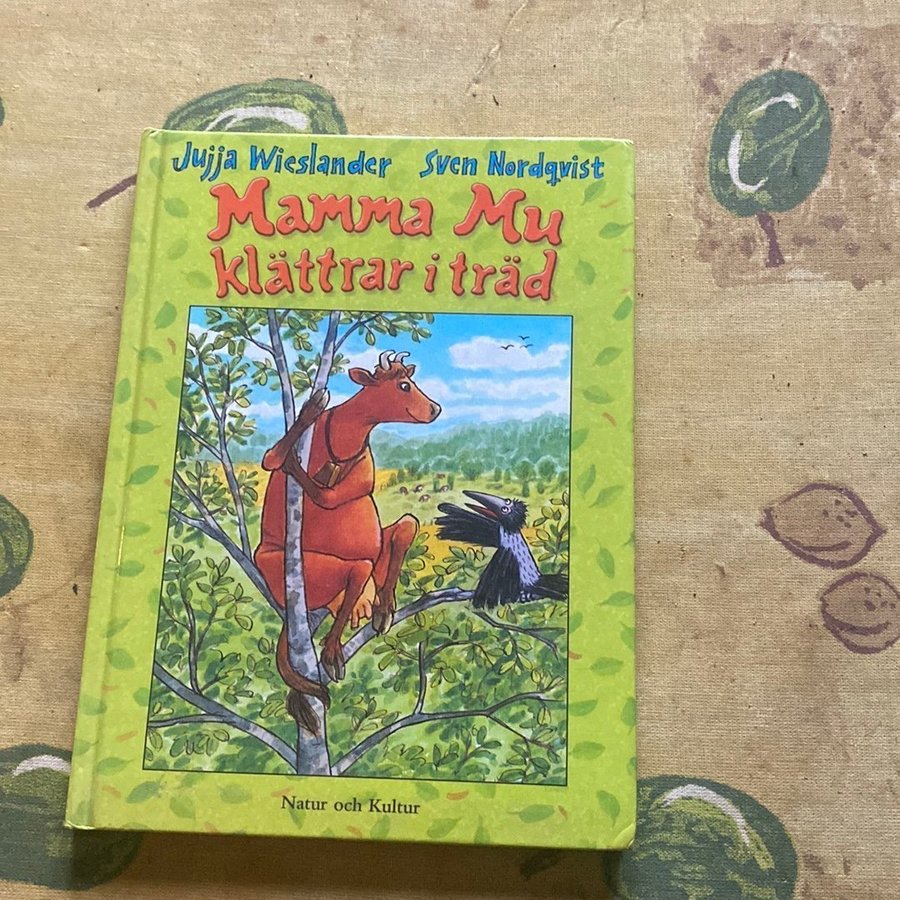 Jujja Wieslander Sven Nordqvist
Mamma Mu
klättrar i träd
Natur och Kultur